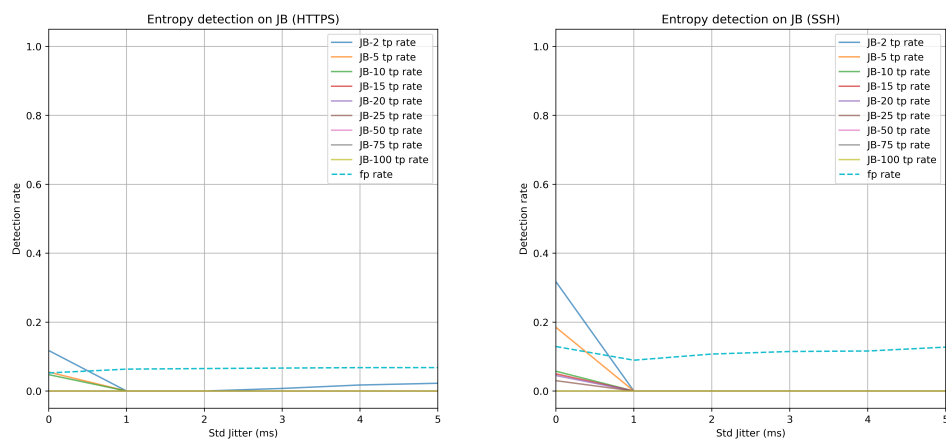 Entropy detection on JB (HTTPS)
1.0
0.8
0.6
0.4
0.2
0.0
Detection rate
0 1 2 3 4 5
Std Jitter (ms)
JB-2 tp rate
JB-5 tp rate
JB-10 tp rate
JB-15 tp rate
JB-20 tp rate
JB-25 tp rate
JB-50 tp rate
JB-75 tp rate
JB-100 tp rate
fp rate
Entropy detection on JB (SSH)
1.0
0.8
0.6
0.4
0.2
0.0
Detection rate
0 1 2 3 4 5
Std Jitter (ms)
JB-2 tp rate
JB-5 tp rate
JB-10 tp rate
JB-15 tp rate
JB-20 tp rate
JB-25 tp rate
JB-50 tp rate
JB-75 tp rate
JB-100 tp rate
fp rate